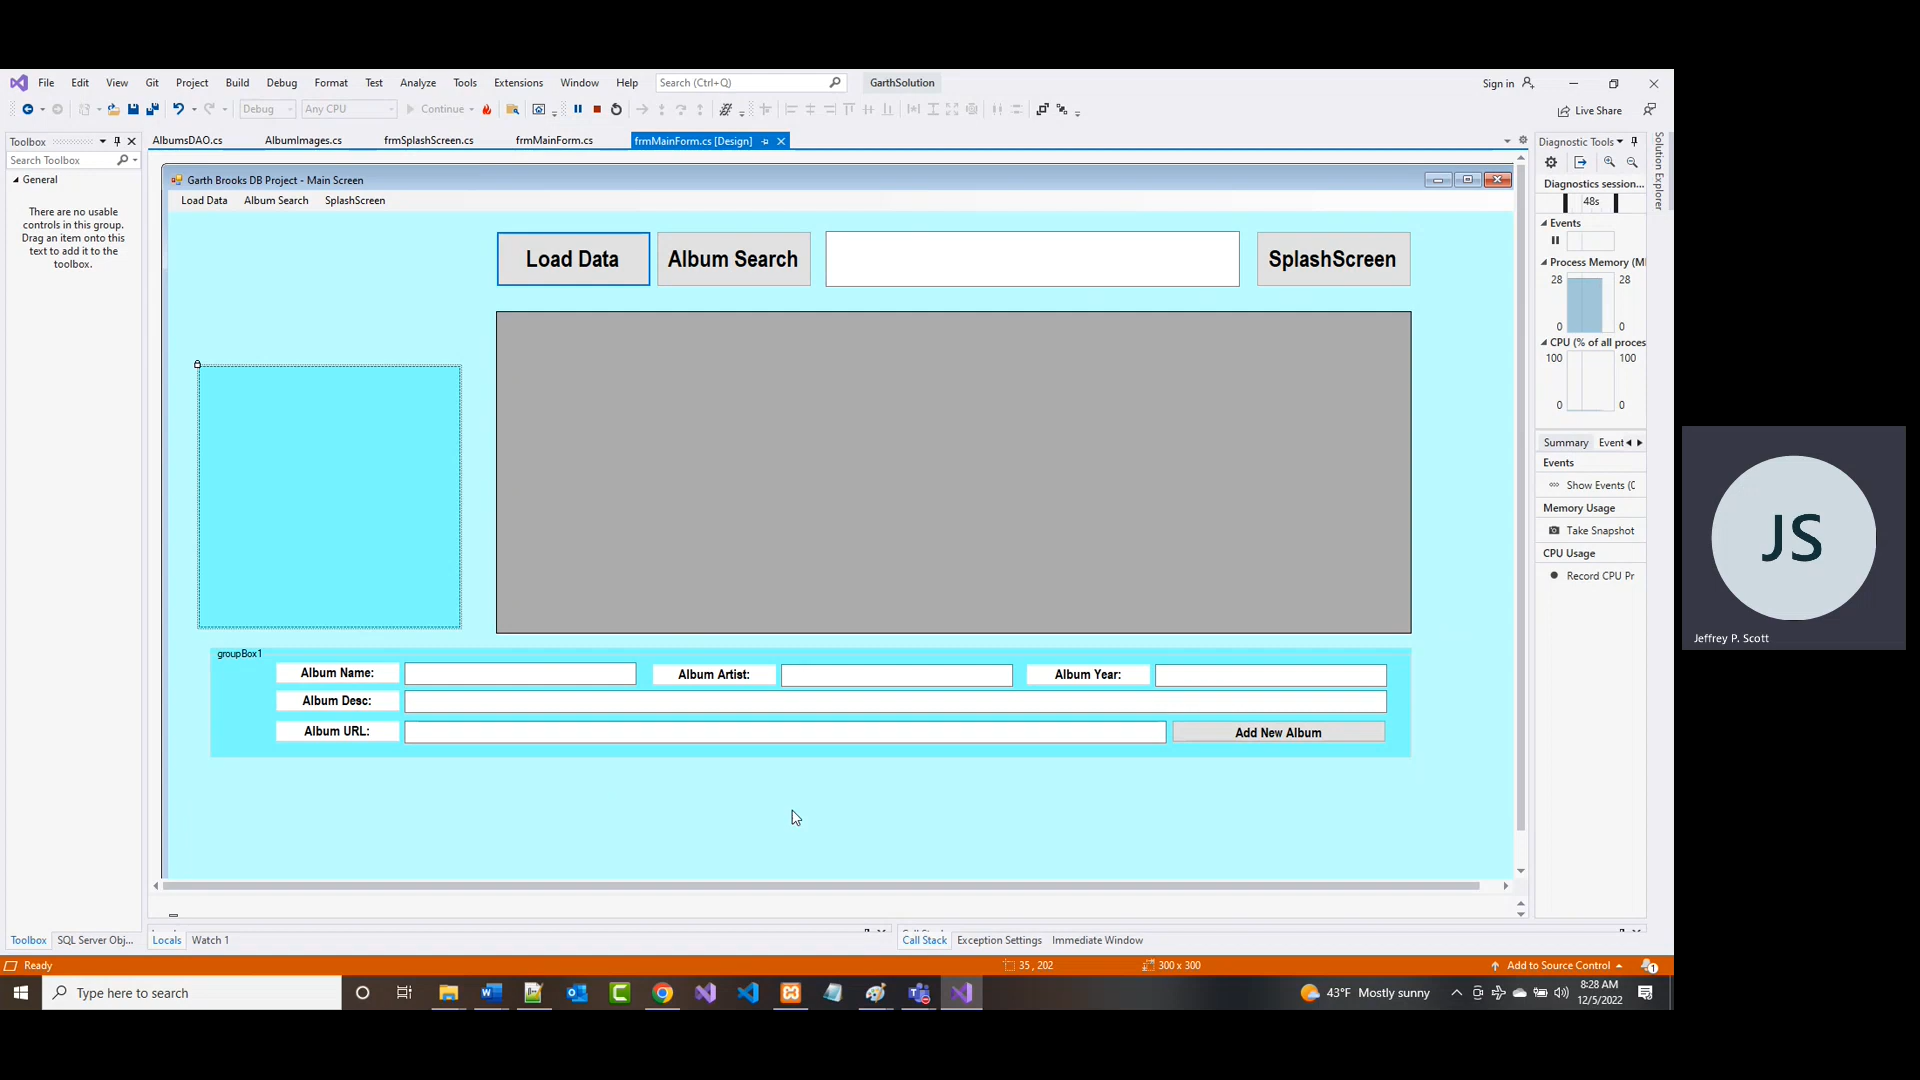 File Edit View Git Project Build Debug Format Test Analyze Tools Extensions Window Help Search (Ctrl+Q) GarthSolution Sign in
Debug Any CPU Continue Live Share
Toolbox
Search Toolbox
General
There are no usable
controls in this group.
Drag an item onto this
text to add it to the
toolbox.
AlbumsDAO.cs AlbumImages.cs frmSplashScreen.cs frmMainForm.cs frmMainForm.cs [Design]
Garth Brooks DB Project - Main Screen
Load Data Album Search SplashScreen
Load Data Album Search SplashScreen
groupBox1
Album Name: Album Artist: Album Year:
Album Desc:
Album URL: Add New Album
Diagnostic Tools
Diagnostics session...
48s
Events
Process Memory (M
28 28
0 0
CPU (% of all proces
100 100
0 0
Summary Event
Events
Show Events (
Memory Usage
Take Snapshot
CPU Usage
Record CPU Pr
Solution Explorer
Toolbox SQL Server Obj... Locals Watch 1 Call Stack Exception Settings Immediate Window
Ready 35 , 202 300 x 300 Add to Source Control 1
Type here to search 43°F Mostly sunny 8:28 AM
12/5/2022
JS
Jeffrey P. Scott